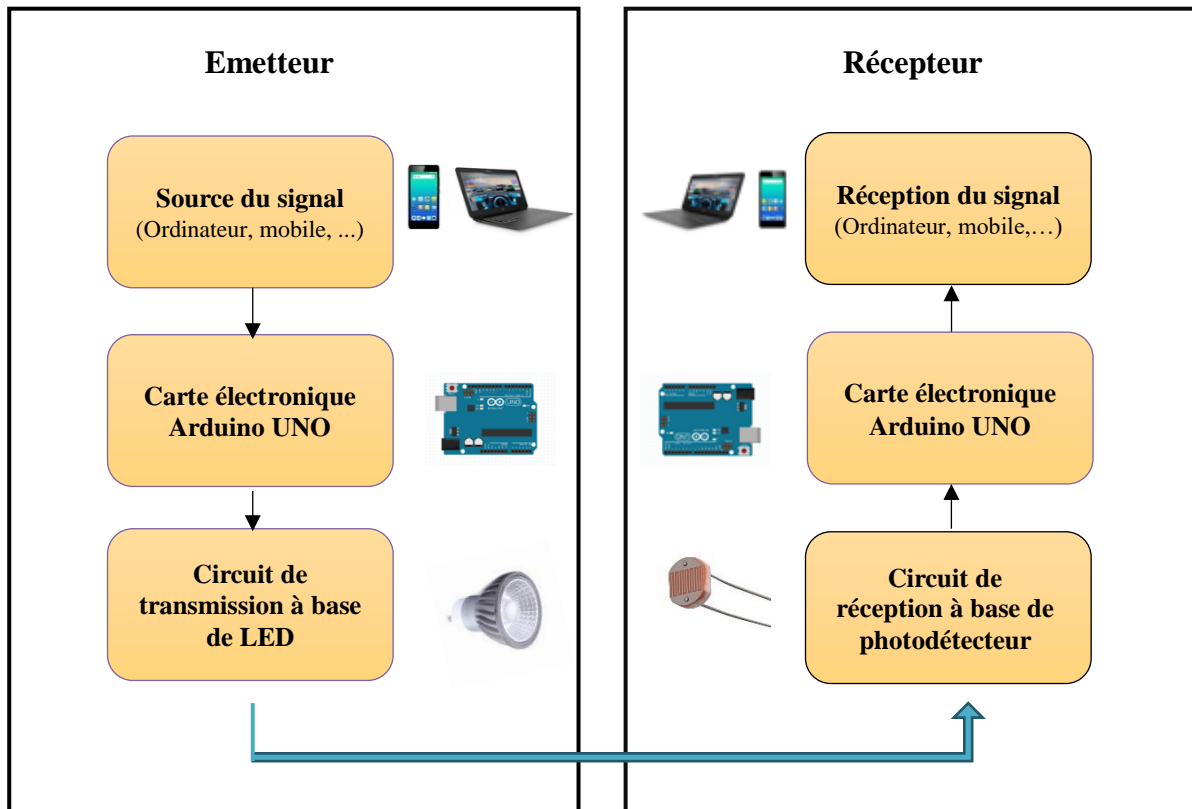 Emetteur
Source du signal
(Ordinateur, mobile, ...)
Carte électronique
Arduino UNO
Circuit de
transmission à base
de LED
Récepteur
Réception du signal
(Ordinateur, mobile,…)
Carte électronique
Arduino UNO
Circuit de
réception à base de
photodétecteur